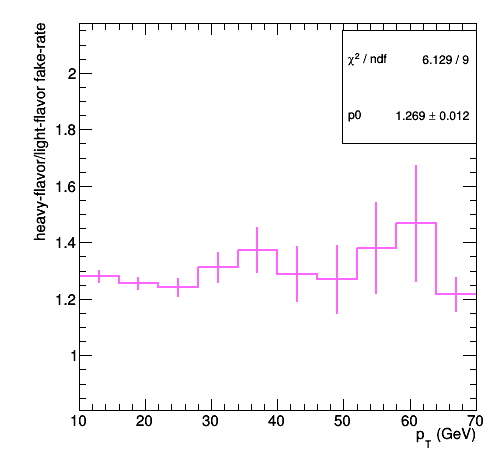 heavy-flavor/light-flavor fake-rate
χ² / ndf 6.129 / 9
p0 1.269 ± 0.012
2
1.8
1.6
1.4
1.2
1
10 20 30 40 50 60 70
p_T (GeV)